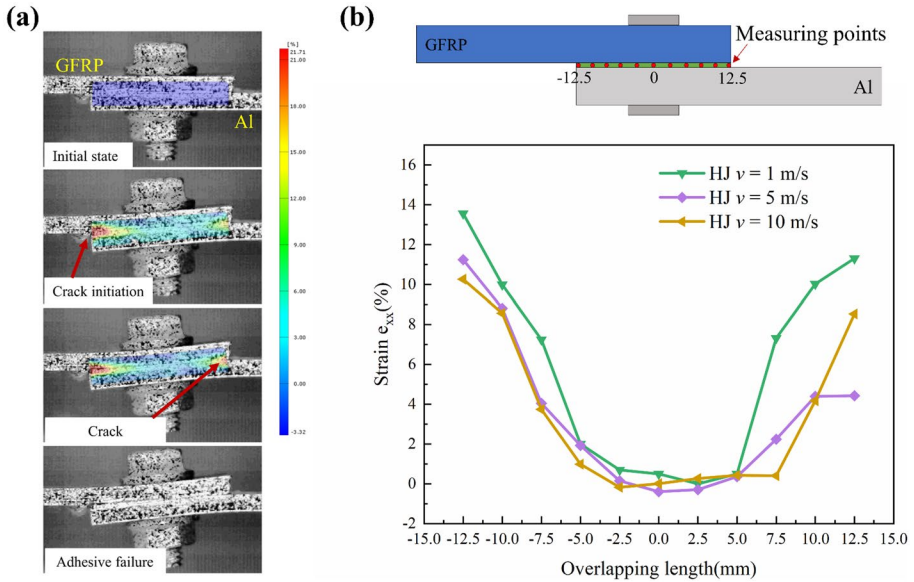 (a)
GFRP
Al
Initial state
Crack initiation
Crack
Adhesive failure
[%]
21.71
21.00
18.00
15.00
12.00
9.00
6.00
3.00
0.00
-3.32
(b)
GFRP
Measuring points
-12.5 0 12.5
Al
HJ v = 1 m/s
HJ v = 5 m/s
HJ v = 10 m/s
Strain exx(%)
16
14
12
10
8
6
4
2
0
-2
-15.0 -12.5 -10.0 -7.5 -5.0 -2.5 0.0 2.5 5.0 7.5 10.0 12.5 15.0
Overlapping length(mm)